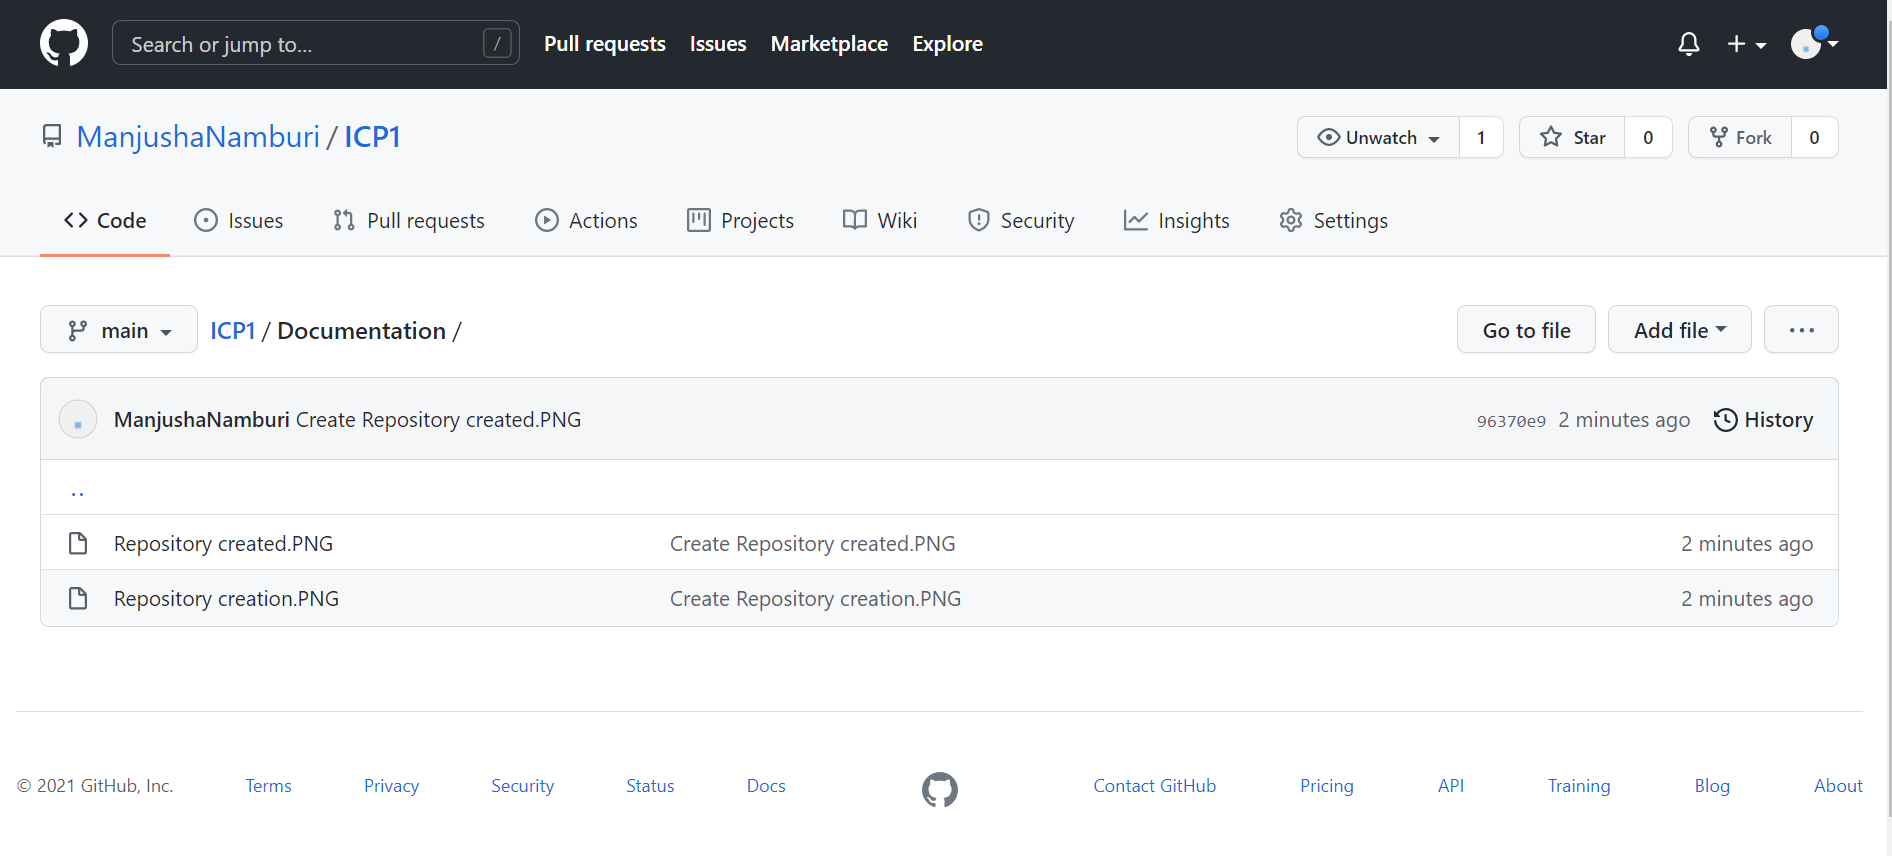 Search or jump to... / Pull requests Issues Marketplace Explore
ManjushaNamburi / ICP1 Unwatch 1 Star 0 Fork 0
Code Issues Pull requests Actions Projects Wiki Security Insights Settings
main ICP1 / Documentation / Go to file Add file ...
ManjushaNamburi Create Repository created.PNG 96370e9 2 minutes ago History
..
Repository created.PNG Create Repository created.PNG 2 minutes ago
Repository creation.PNG Create Repository creation.PNG 2 minutes ago
© 2021 GitHub, Inc. Terms Privacy Security Status Docs Contact GitHub Pricing API Training Blog About